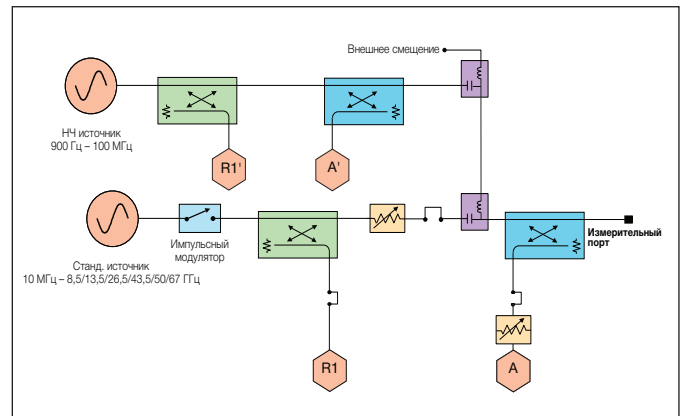 Внешнее смещение
НЧ источник
900 Гц – 100 МГц
R1'
A'
Импульсный
модулятор
Измерительный
порт
Станд. источник
10 МГц – 8,5/13,5/26,5/43,5/50/67 ГГц
R1
A